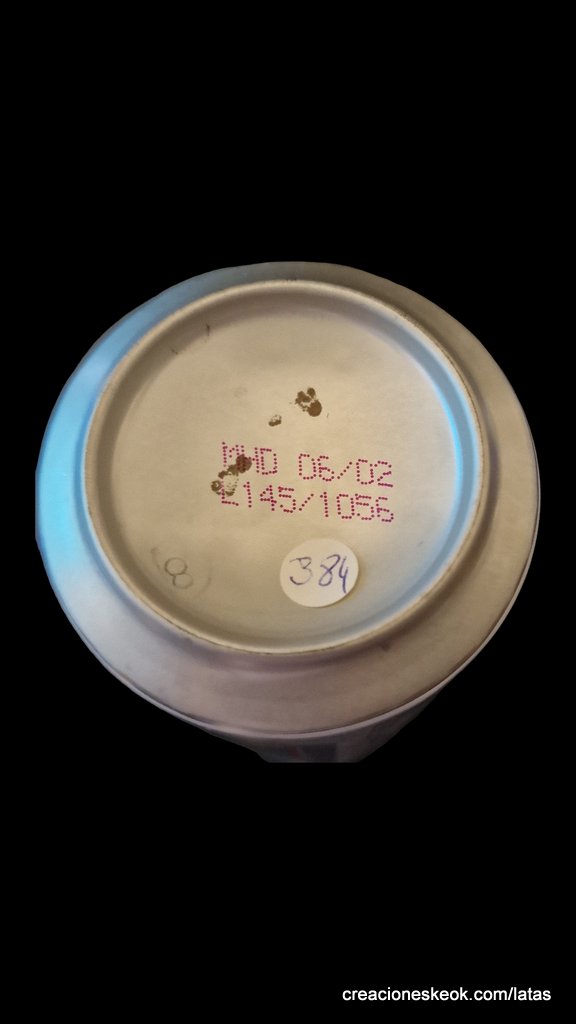 MHD 06/02
L145/1056
384
8
creacioneskeok.com/latas